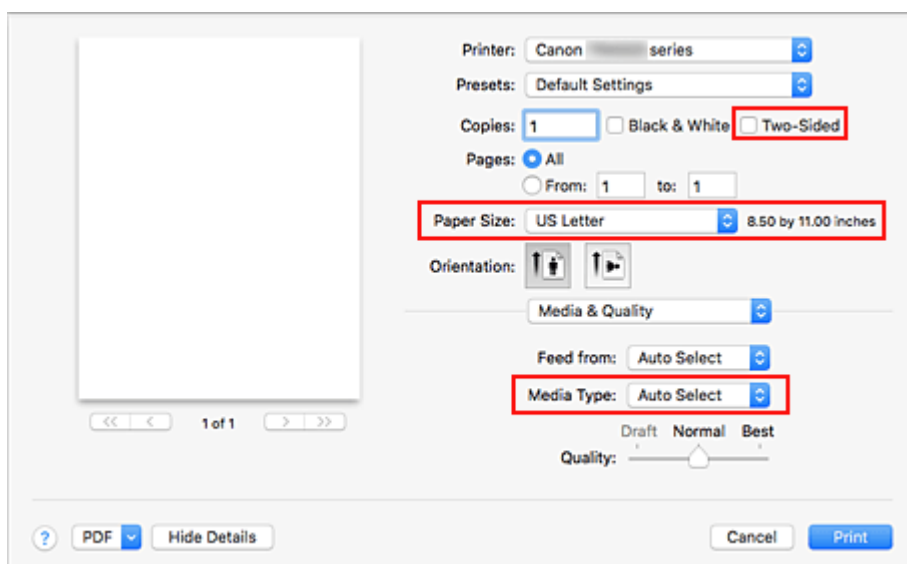 Printer: Canon series
Presets: Default Settings
Copies: 1 Black & White Two-Sided
Pages: All
From: 1 to: 1
Paper Size: US Letter 8.50 by 11.00 inches
Orientation:
Media & Quality
Feed from: Auto Select
Media Type: Auto Select
<< < 1 of 1 > >>
Draft Normal Best
Quality:
? PDF Hide Details Cancel Print